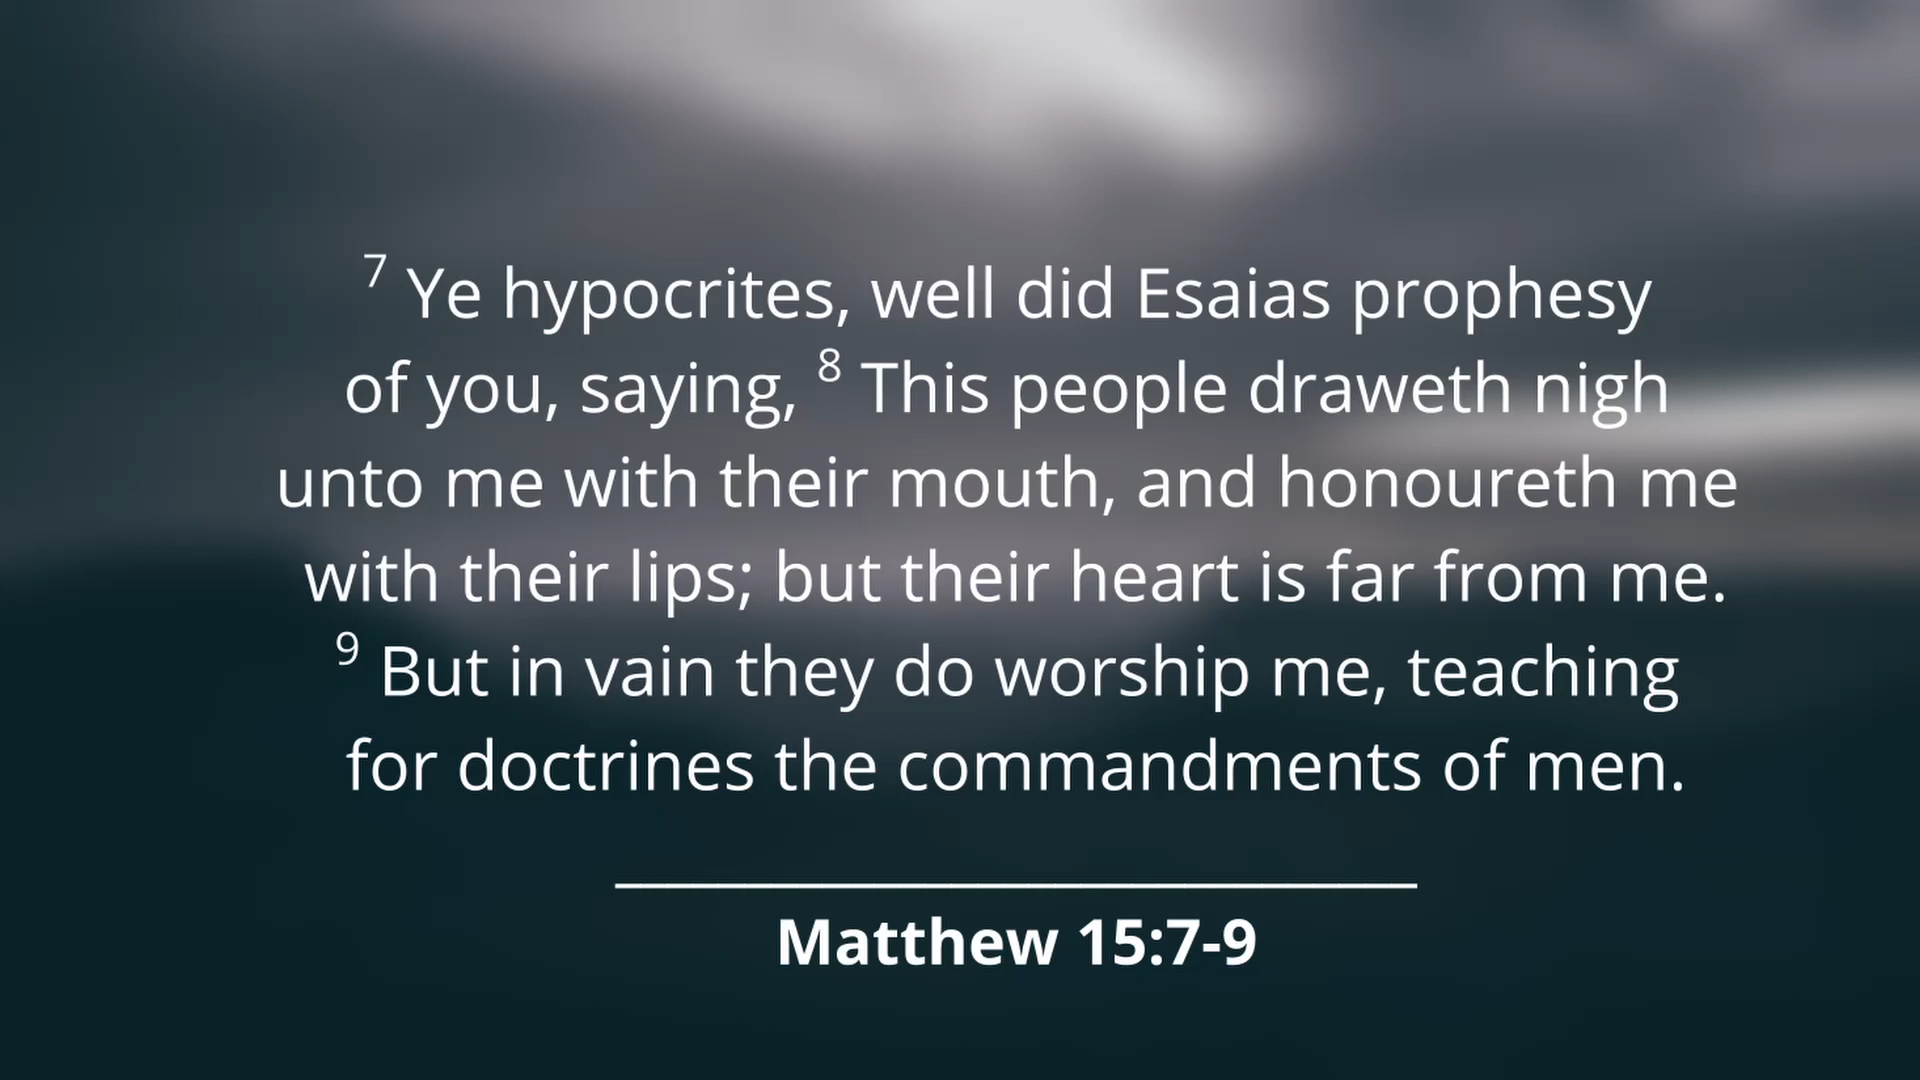 7 Ye hypocrites, well did Esaias prophesy
of you, saying, 8 This people draweth nigh
unto me with their mouth, and honoureth me
with their lips; but their heart is far from me.
9 But in vain they do worship me, teaching
for doctrines the commandments of men.
Matthew 15:7-9